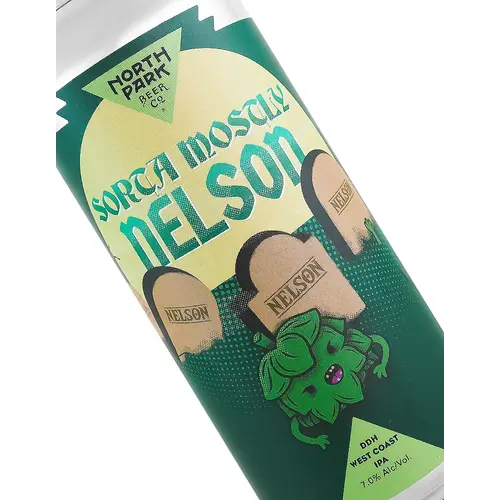 NORTH
PARK
BEER
CO.
SORTA MOSTLY
NELSON
NELSON
NELSON
NELSON
DDH
WEST COAST
IPA
7.0% Alc/Vol.